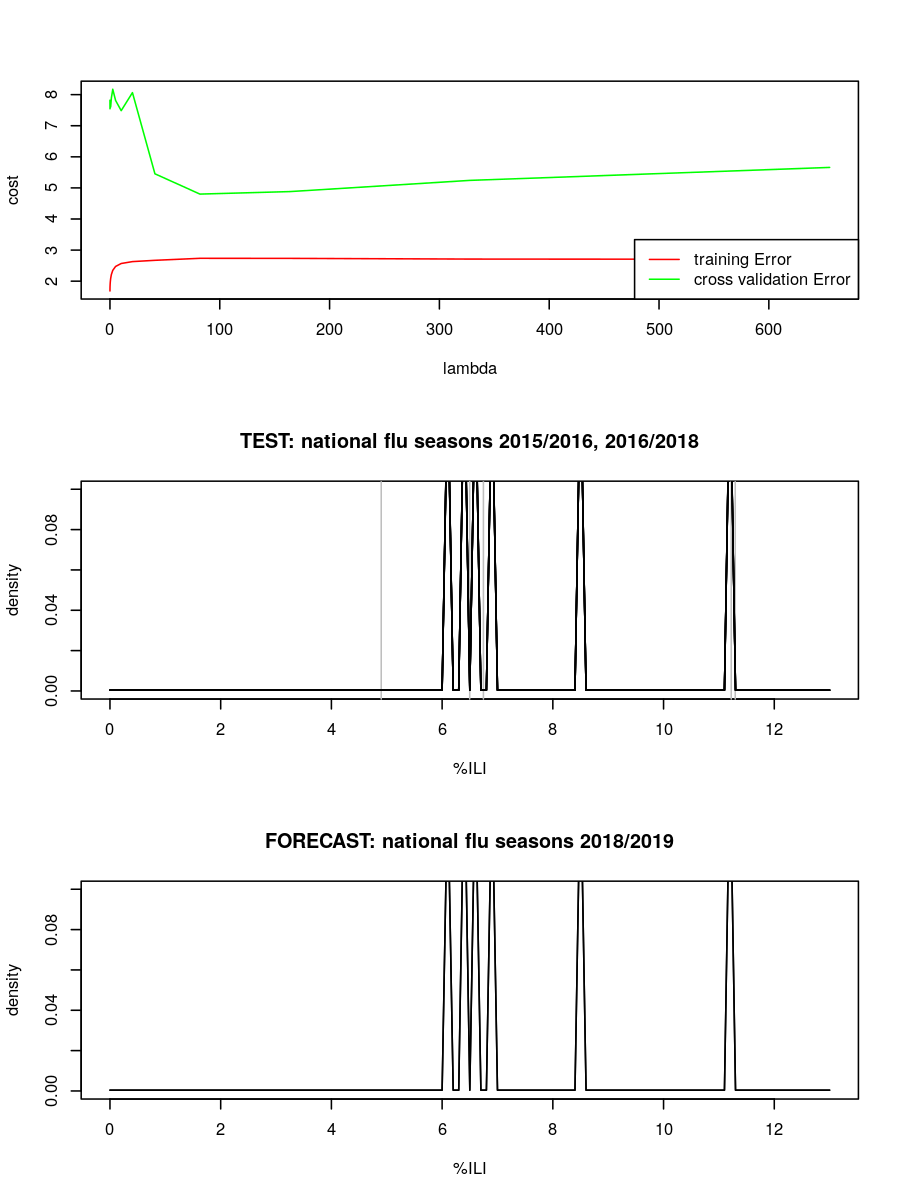 8
7
6
5
4
3
2
cost
training Error
cross validation Error
0 100 200 300 400 500 600
lambda
TEST: national flu seasons 2015/2016, 2016/2018
0.08
0.04
0.00
density
0 2 4 6 8 10 12
%ILI
FORECAST: national flu seasons 2018/2019
0.08
0.04
0.00
density
0 2 4 6 8 10 12
%ILI